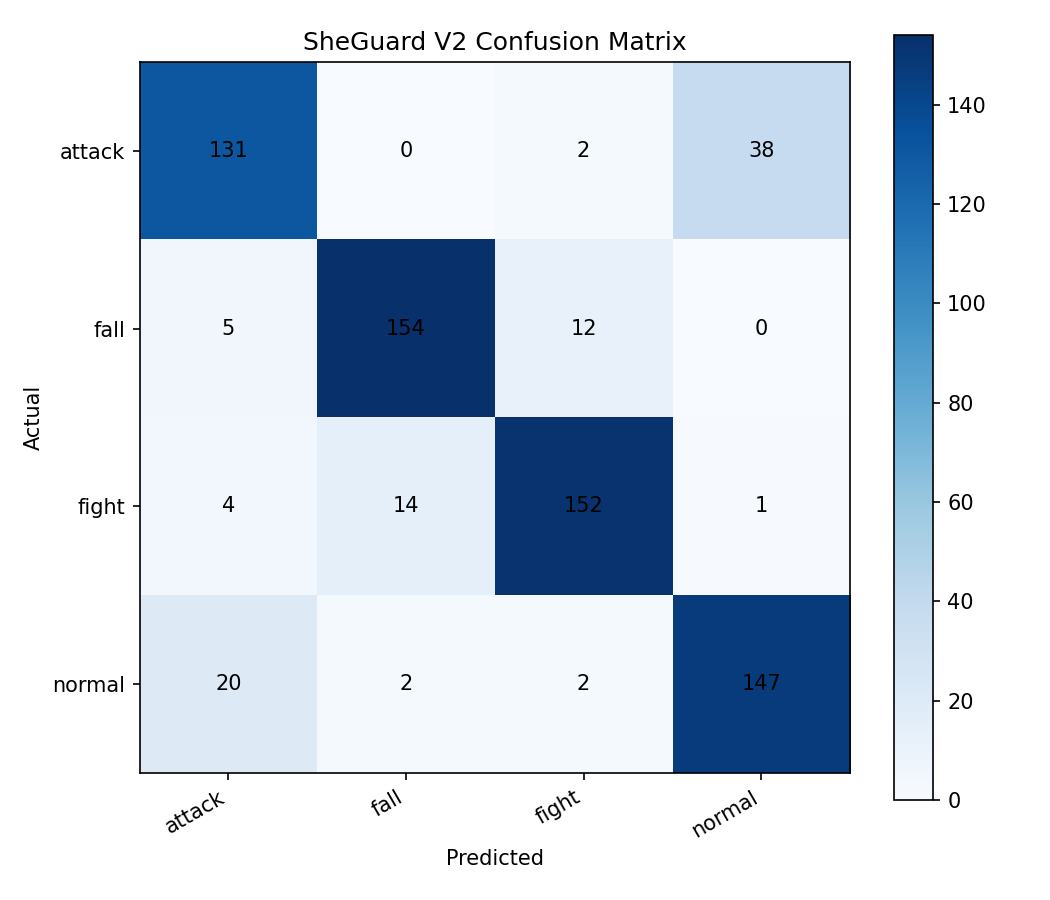 SheGuard V2 Confusion Matrix
attack 131 0 2 38
fall 5 154 12 0
fight 4 14 152 1
normal 20 2 2 147
attack fall fight normal
Predicted
Actual
140
120
100
80
60
40
20
0